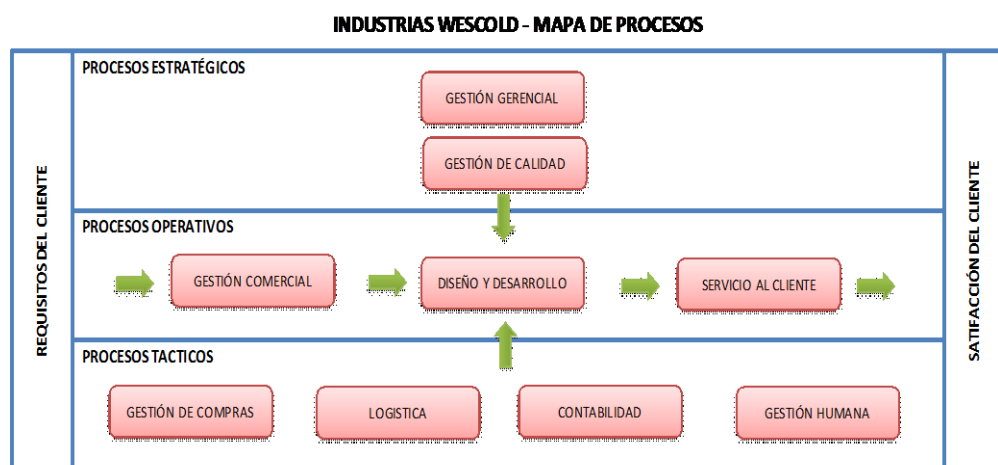 INDUSTRIAS WESCOLD - MAPA DE PROCESOS
REQUISITOS DEL CLIENTE
PROCESOS ESTRATÉGICOS
GESTIÓN GERENCIAL
GESTIÓN DE CALIDAD
PROCESOS OPERATIVOS
GESTIÓN COMERCIAL
DISEÑO Y DESARROLLO
SERVICIO AL CLIENTE
PROCESOS TACTICOS
GESTIÓN DE COMPRAS
LOGISTICA
CONTABILIDAD
GESTIÓN HUMANA
SATIFACCIÓN DEL CLIENTE